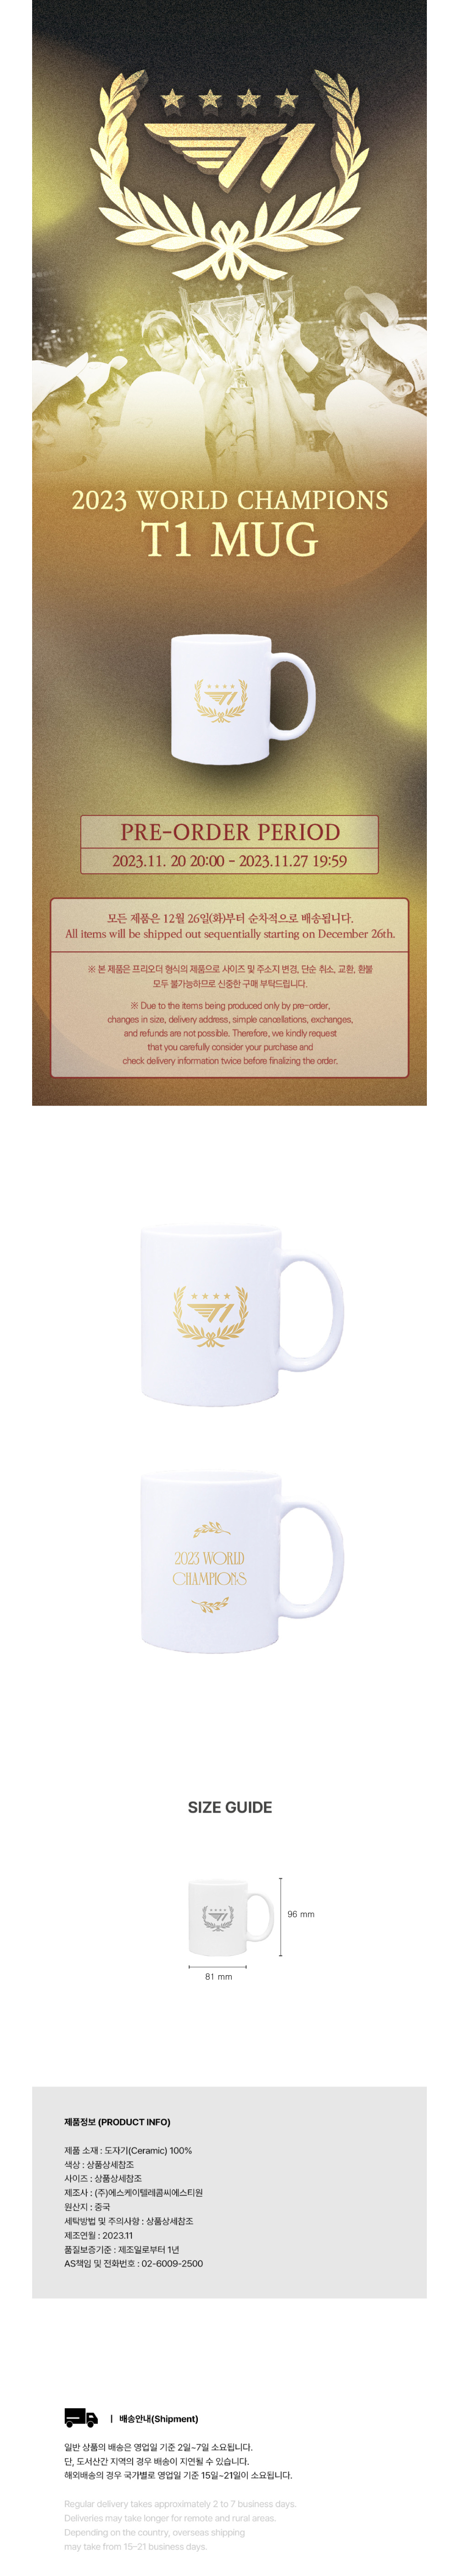 T1
2023 WORLD CHAMPIONS
T1 MUG
T1
PRE-ORDER PERIOD
2023.11. 20 20:00 - 2023.11.27 19:59
모든 제품은 12월 26일(화)부터 순차적으로 배송됩니다.
All items will be shipped out sequentially starting on December 26th.
※ 본 제품은 프리오더 형식의 제품으로 사이즈 및 주소지 변경, 단순 취소, 교환, 환불
모두 불가능하므로 신중한 구매 부탁드립니다.
※ Due to the items being produced only by pre-order,
changes in size, delivery address, simple cancellations, exchanges,
and refunds are not possible. Therefore, we kindly request
that you carefully consider your purchase and
check delivery information twice before finalizing the order.
T1
2023 WORLD
CHAMPIONS
SIZE GUIDE
T1
96 mm
81 mm
제품정보 (PRODUCT INFO)
제품 소재 : 도자기(Ceramic) 100%
색상 : 상품상세참조
사이즈 : 상품상세참조
제조사 : (주)에스케이텔레콤씨에스티원
원산지 : 중국
세탁방법 및 주의사항 : 상품상세참조
제조연월 : 2023.11
품질보증기준 : 제조일로부터 1년
AS책임 및 전화번호 : 02-6009-2500
| 배송안내(Shipment)
일반 상품의 배송은 영업일 기준 2일~7일 소요됩니다.
단, 도서산간 지역의 경우 배송이 지연될 수 있습니다.
해외배송의 경우 국가별로 영업일 기준 15일~21일이 소요됩니다.
Regular delivery takes approximately 2 to 7 business days.
Deliveries may take longer for remote and rural areas.
Depending on the country, overseas shipping
may take from 15-21 business days.